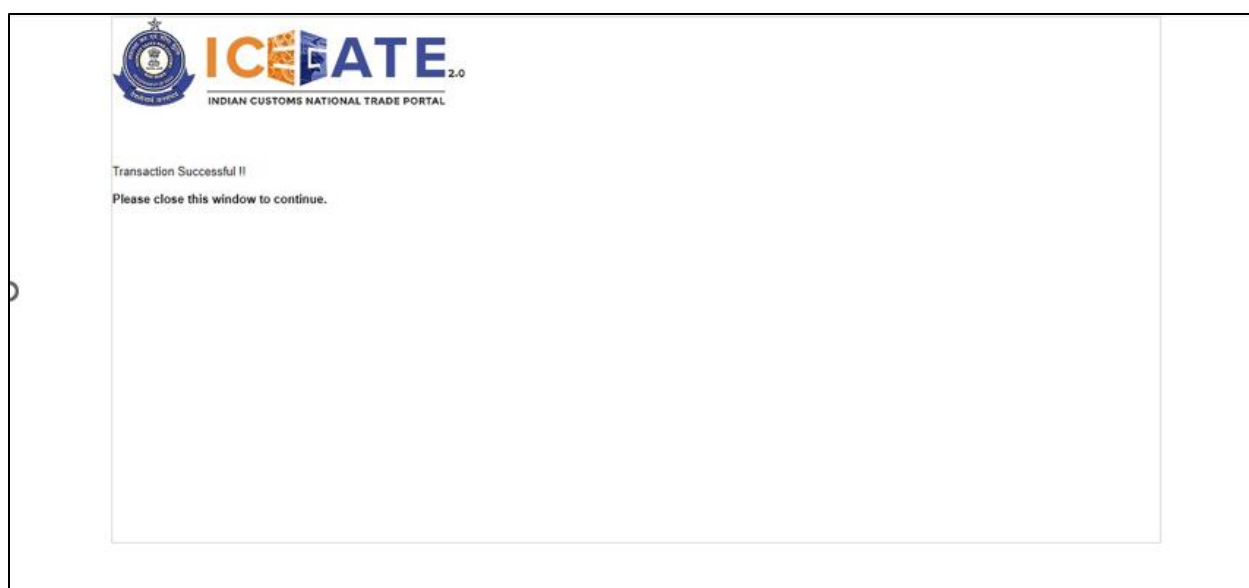 ICEGATE 2.0
INDIAN CUSTOMS NATIONAL TRADE PORTAL
Transaction Successful !!
Please close this window to continue.